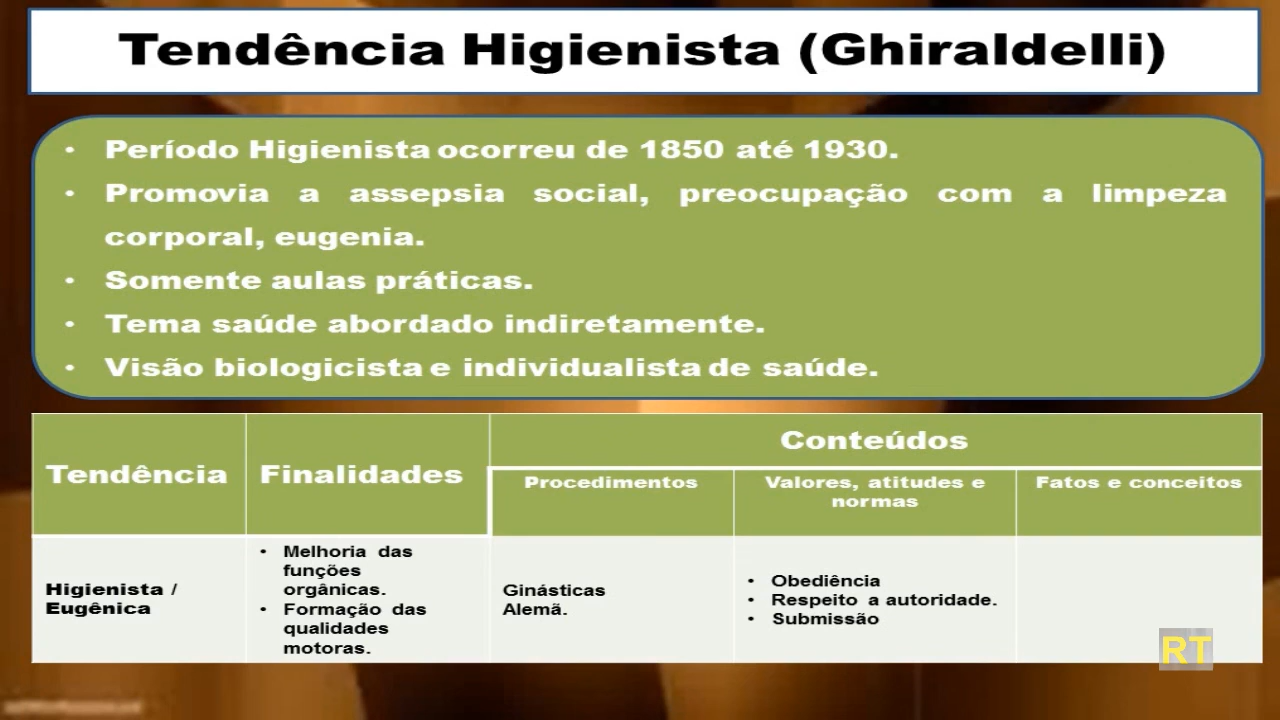 Tendência Higienista (Ghiraldelli)
• Período Higienista ocorreu de 1850 até 1930.
• Promovia a assepsia social, preocupação com a limpeza
corporal, eugenia.
• Somente aulas práticas.
• Tema saúde abordado indiretamente.
• Visão biologicista e individualista de saúde.
Tendência
Finalidades
Conteúdos
Procedimentos
Valores, atitudes e
normas
Fatos e conceitos
Higienista /
Eugênica
• Melhoria das
funções
orgânicas.
• Formação das
qualidades
motoras.
Ginásticas
Alemã.
• Obediência
• Respeito a autoridade.
• Submissão
RT